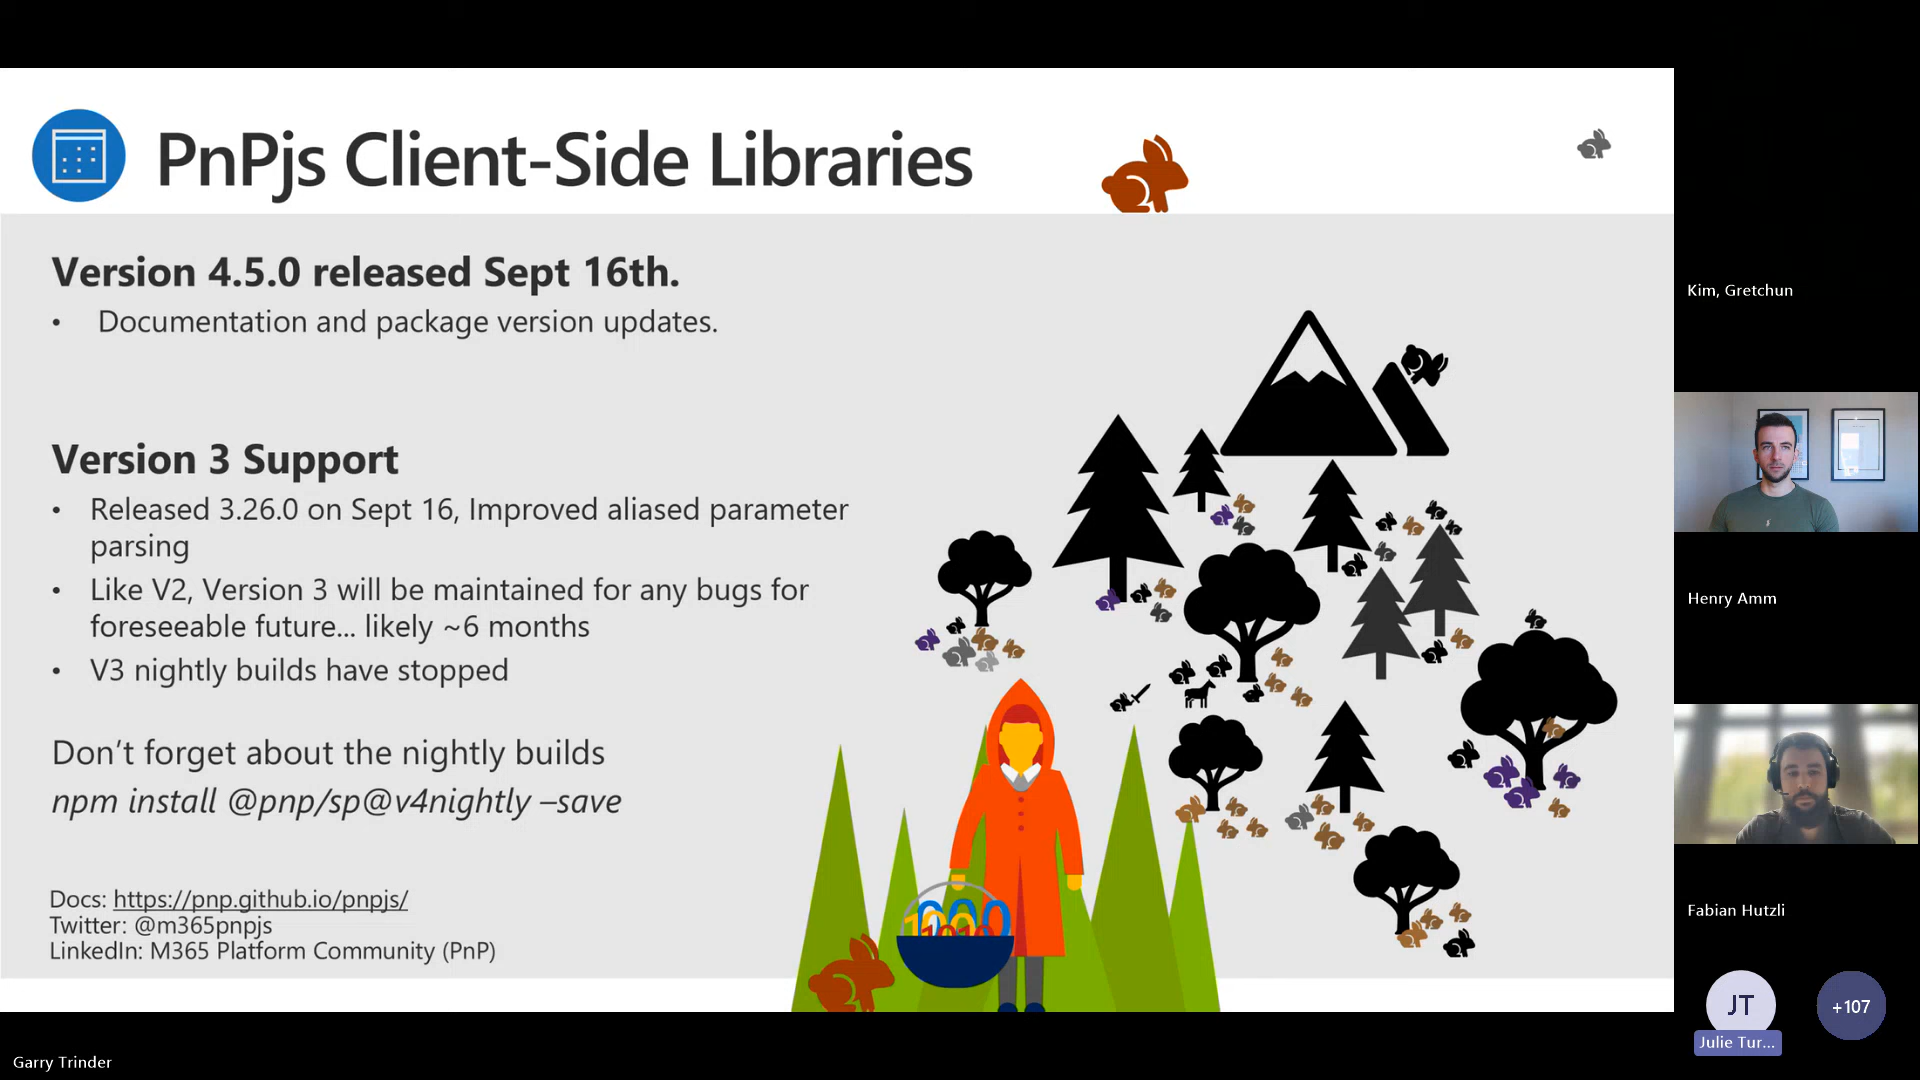 PnPjs Client-Side Libraries
Version 4.5.0 released Sept 16th.
• Documentation and package version updates.
Version 3 Support
• Released 3.26.0 on Sept 16, Improved aliased parameter
parsing
• Like V2, Version 3 will be maintained for any bugs for
foreseeable future... likely ~6 months
• V3 nightly builds have stopped
Don't forget about the nightly builds
npm install @pnp/sp@v4nightly –save
Docs: https://pnp.github.io/pnpjs/
Twitter: @m365pnpjs
LinkedIn: M365 Platform Community (PnP)
Garry Trinder
Kim, Gretchun
Henry Amm
Fabian Hutzli
JT
+107
Julie Tur...